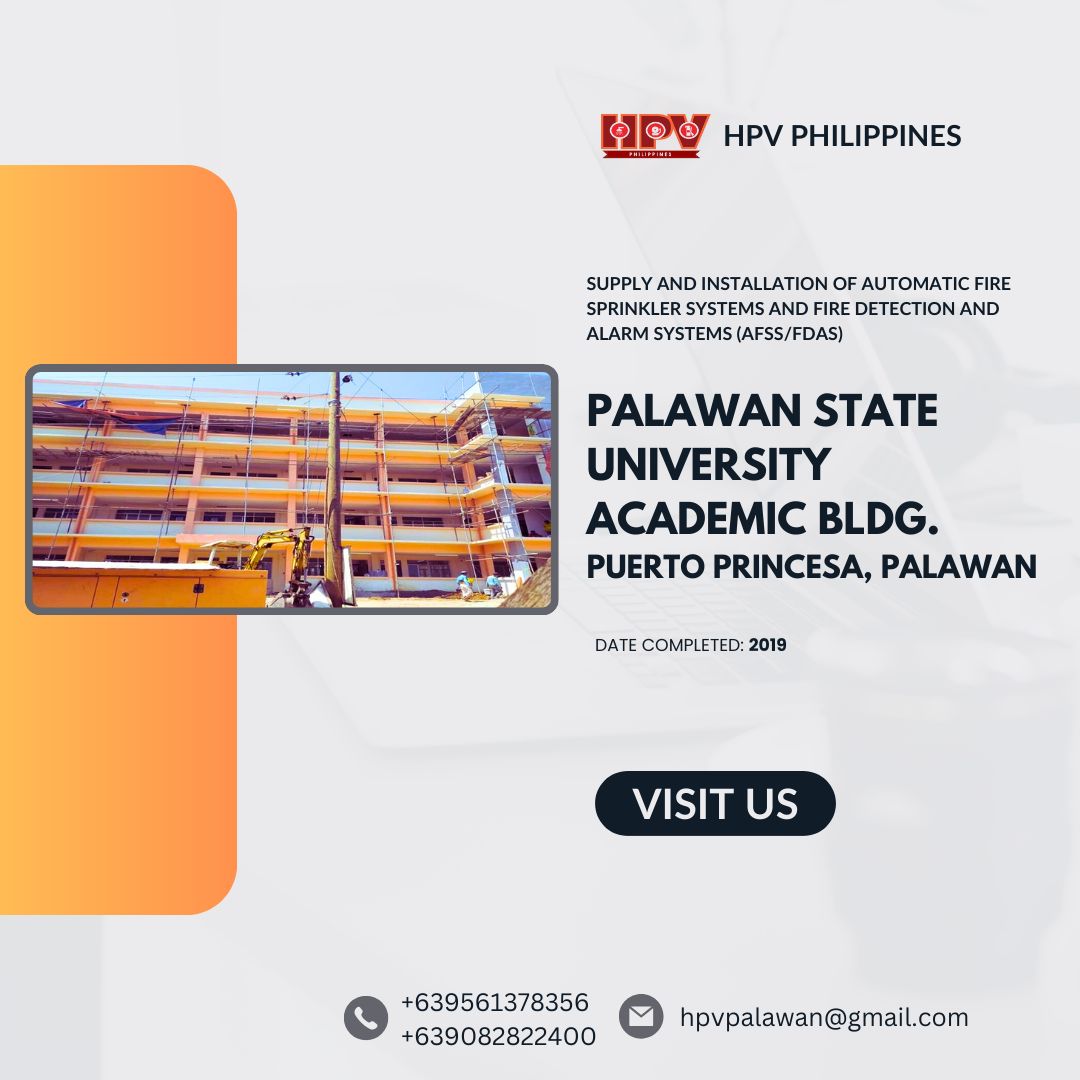 HPV
PHILIPPINES
HPV PHILIPPINES
SUPPLY AND INSTALLATION OF AUTOMATIC FIRE
SPRINKLER SYSTEMS AND FIRE DETECTION AND
ALARM SYSTEMS (AFSS/FDAS)
PALAWAN STATE
UNIVERSITY
ACADEMIC BLDG.
PUERTO PRINCESA, PALAWAN
DATE COMPLETED: 2019
VISIT US
+639561378356
+639082822400
hpvpalawan@gmail.com